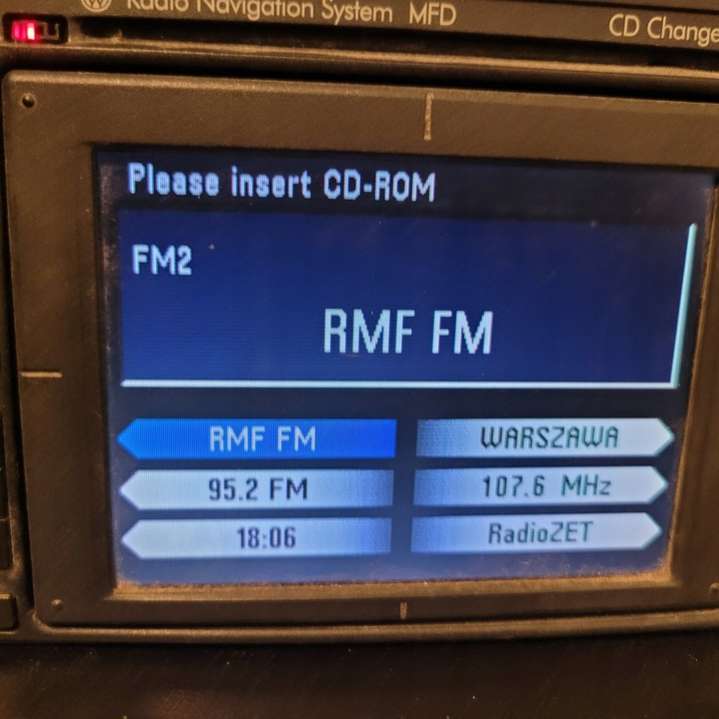 Radio Navigation System MFD
CD Change
Please insert CD-ROM
FM2
RMF FM
RMF FM WARSZAWA
95.2 FM 107.6 MHz
18:06 RadioZET